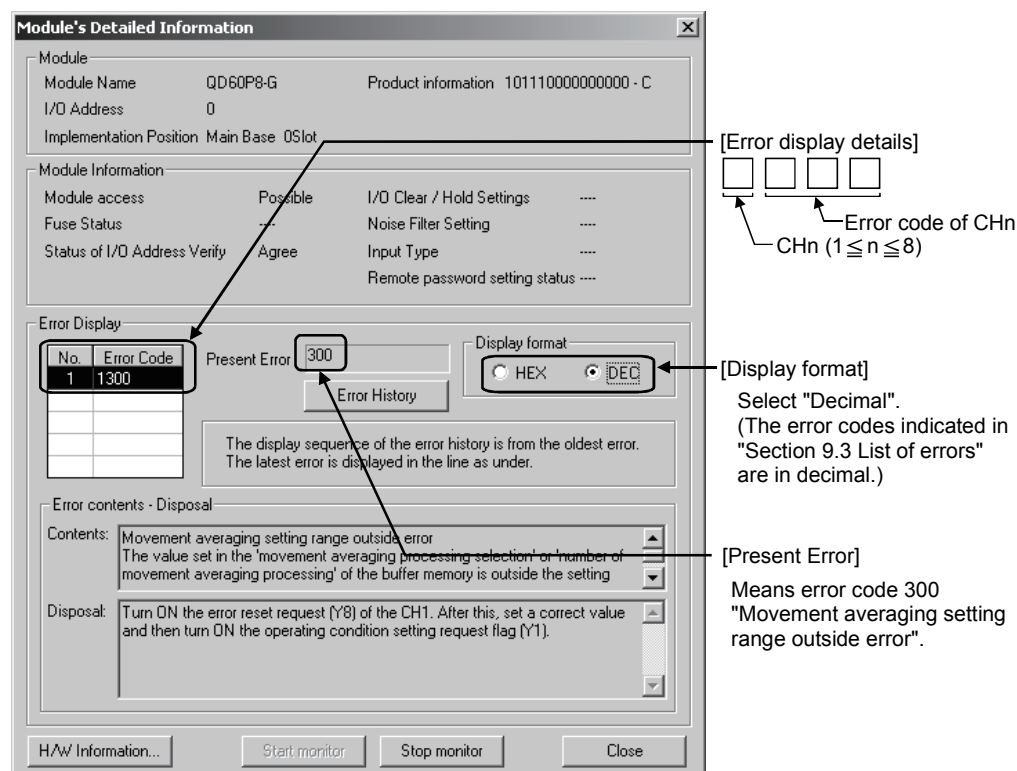 Module's Detailed Information
Module
Module Name QD60P8-G Product information 101110000000000 - C
I/O Address 0
Implementation Position Main Base 0Slot
Module Information
Module access Possible I/O Clear / Hold Settings ----
Fuse Status ---- Noise Filter Setting ----
Status of I/O Address Verify Agree Input Type ----
Remote password setting status ----
Error Display
No. Error Code
1 1300
Present Error 300
Error History
Display format
HEX DEC
The display sequence of the error history is from the oldest error.
The latest error is displayed in the line as under.
Error contents - Disposal
Contents: Movement averaging setting range outside error
The value set in the 'movement averaging processing selection' or 'number of
movement averaging processing' of the buffer memory is outside the setting
Disposal: Turn ON the error reset request (Y8) of the CH1. After this, set a correct value
and then turn ON the operating condition setting request flag (Y1).
H/W Information... Start monitor Stop monitor Close
[Error display details]
Error code of CHn
CHn (1≦n≦8)
[Display format]
Select "Decimal".
(The error codes indicated in
"Section 9.3 List of errors"
are in decimal.)
[Present Error]
Means error code 300
"Movement averaging setting
range outside error".